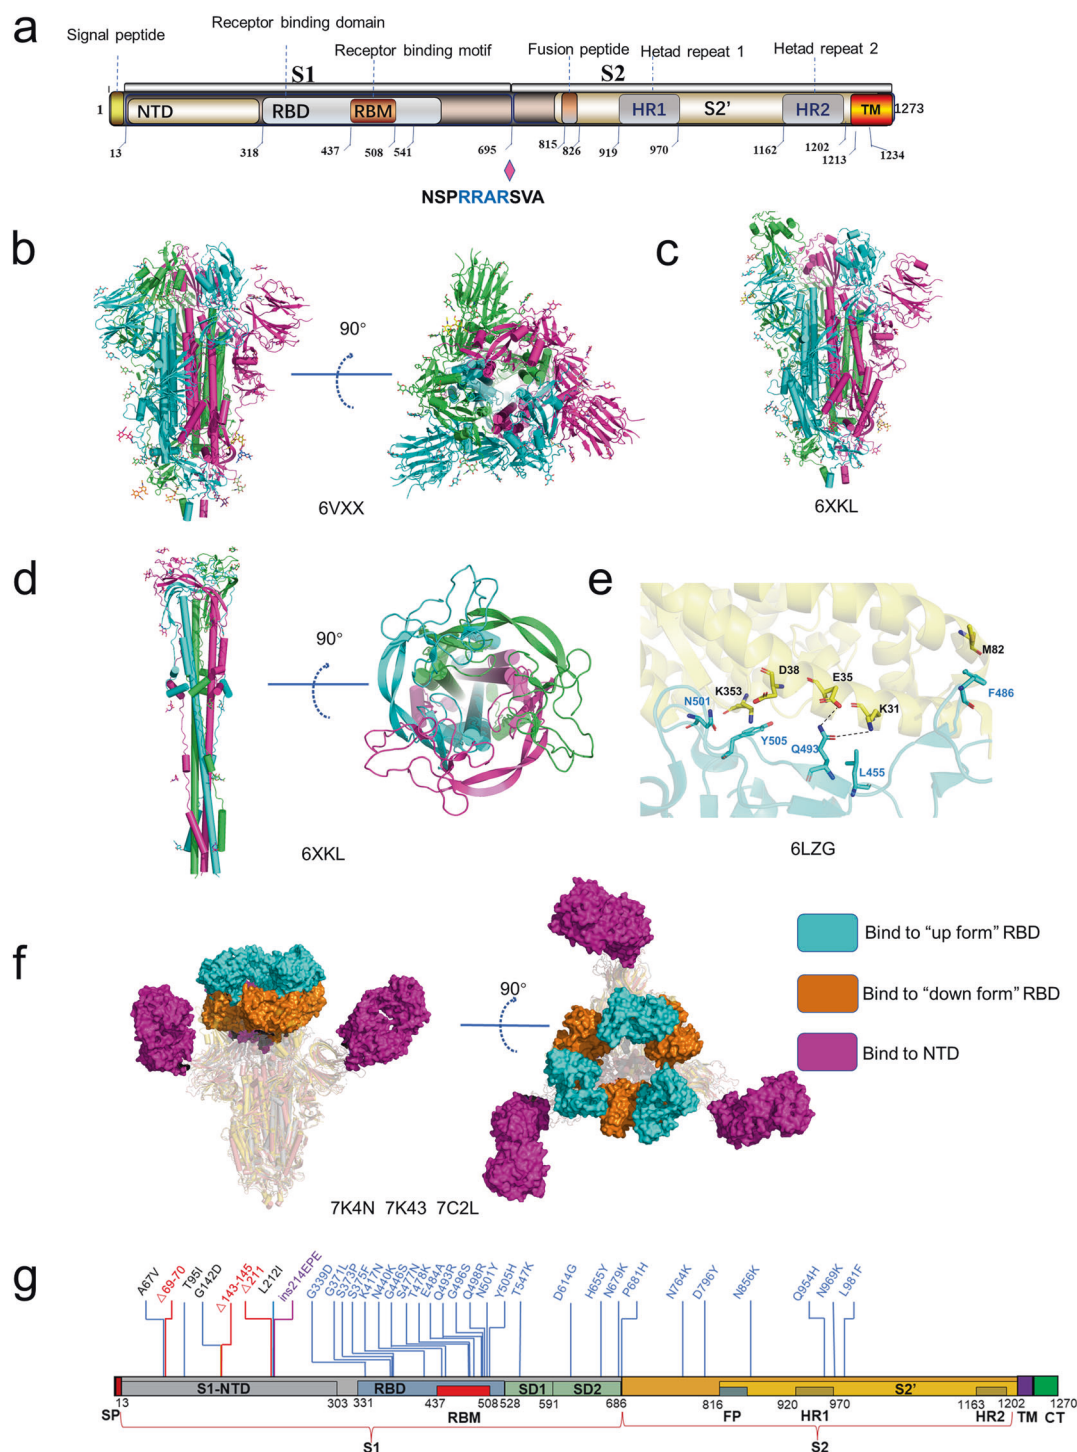 a
Receptor binding domain
Signal peptide
Receptor binding motif
Fusion peptide
Hetad repeat 1
Hetad repeat 2
S1
S2
1
NTD
RBD
RBM
HR1
S2’
HR2
TM
1273
13
318
437
508
541
695
815
826
919
970
1162
1202
1213
1234
NSPRRARSVA
b
90°
6VXX
c
6XKL
d
90°
6XKL
e
M82
D38
E35
K353
F486
N501
K31
Y505
Q493
L455
6LZG
f
90°
Bind to “up form” RBD
Bind to “down form” RBD
Bind to NTD
7K4N 7K43 7C2L
g
A67V
△69-70
T95I
G142D
△143-145
△211
L212I
ins214EPE
G339D
G371L
S373P
S375F
K417N
N440K
G446S
S477N
T478K
E484A
Q493R
G496S
Q498R
N501Y
Y505H
T547K
D614G
H655Y
N679K
P681H
N764K
D796Y
N856K
Q954H
N969K
L981F
S1-NTD
RBD
SD1
SD2
S2’
SP
13
303
331
437
508
528
591
686
816
920
970
1163
1202
1270
RBM
FP
HR1
HR2
TM
CT
S1
S2